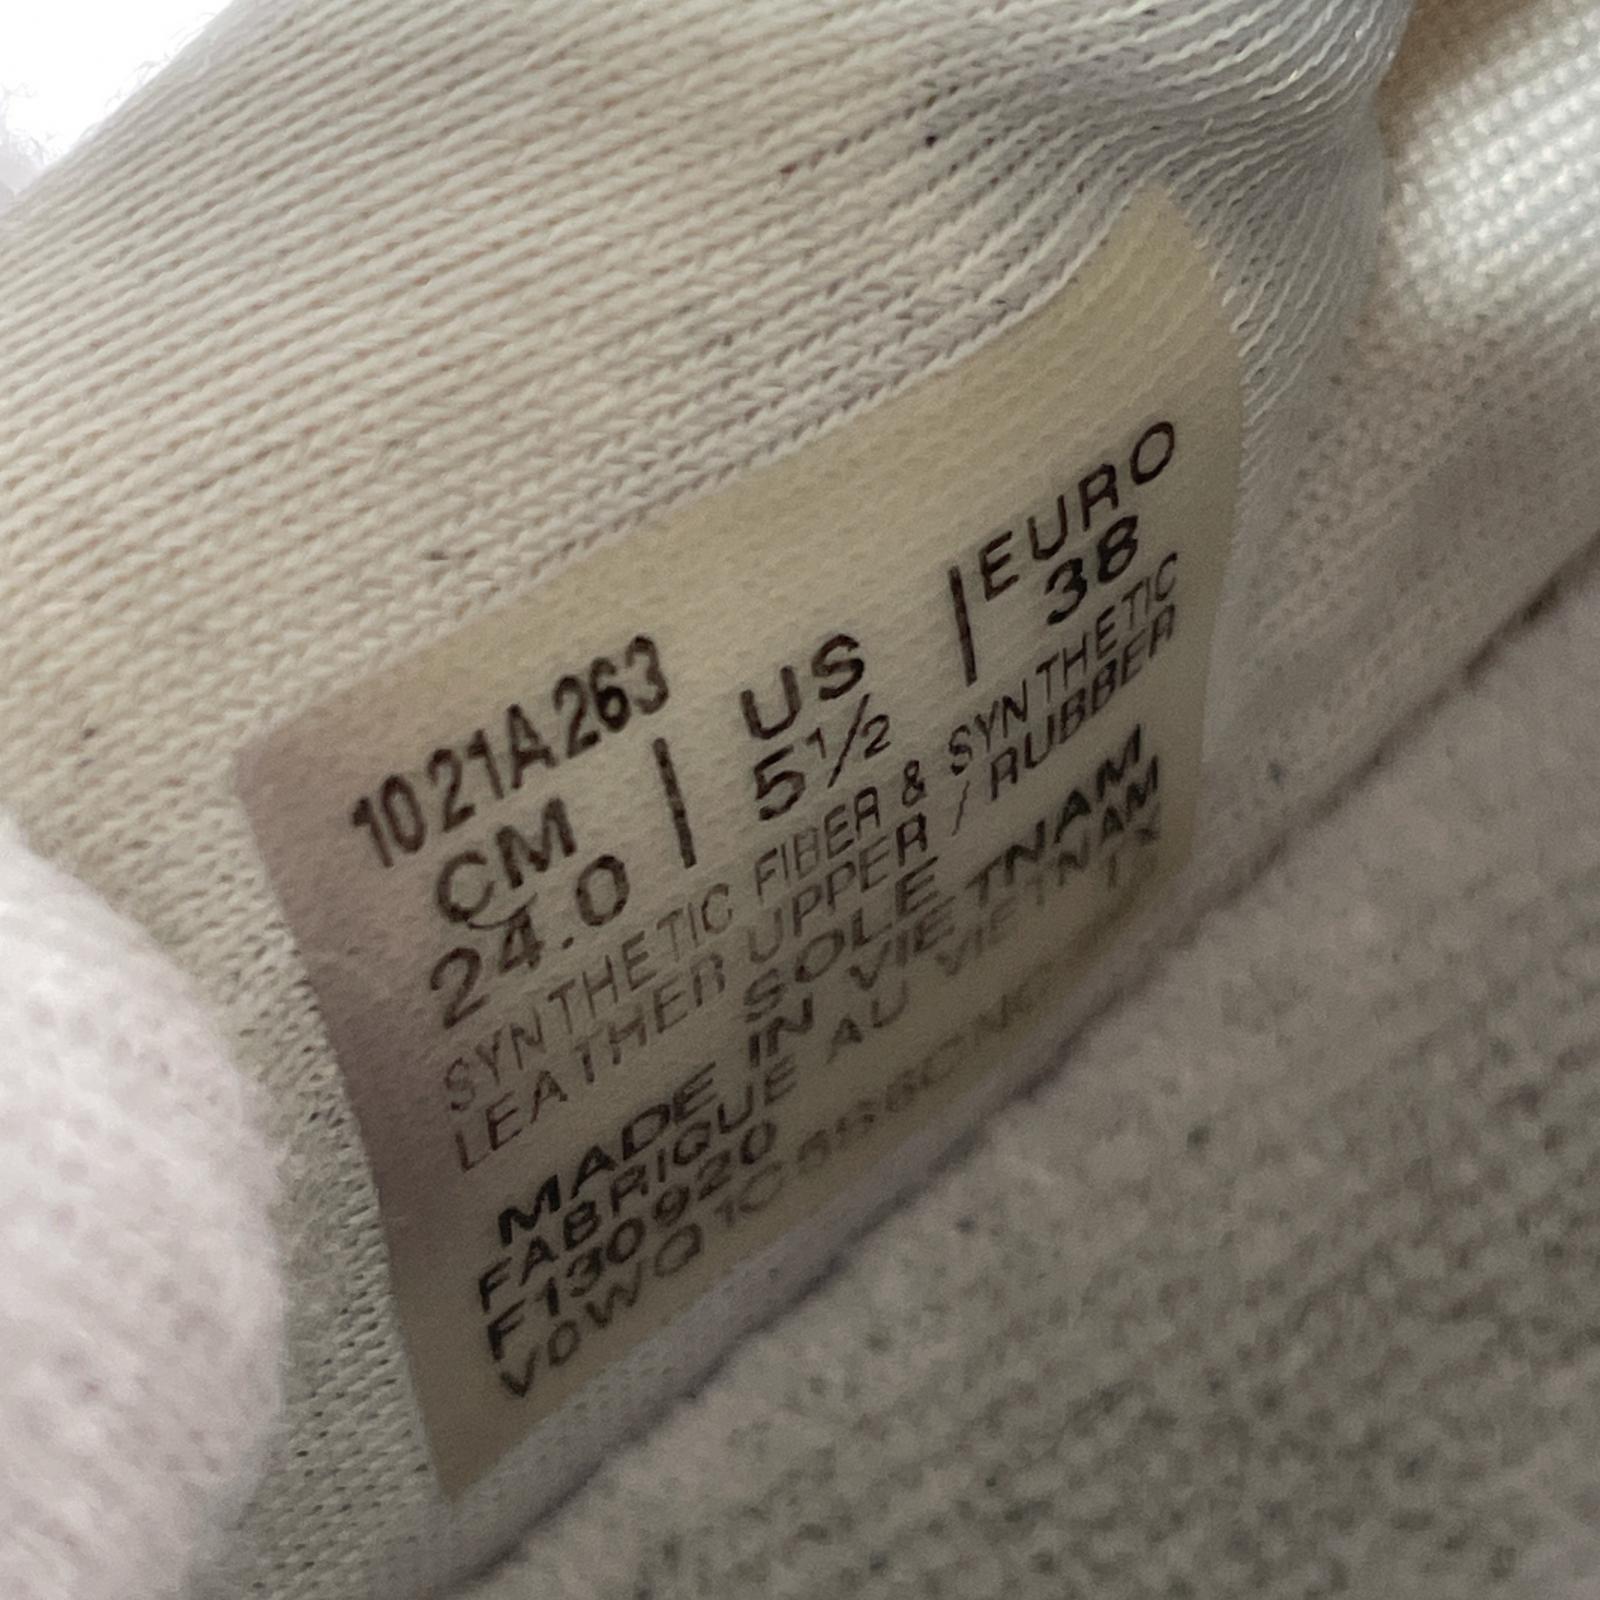 1021A263
CM | US | EURO
24.0 5½ 38
SYNTHETIC FIBER & SYNTHETIC
LEATHER UPPER / RUBBER
SOLE
MADE IN VIETNAM
FABRIQUE AU VIETNAM
F130920